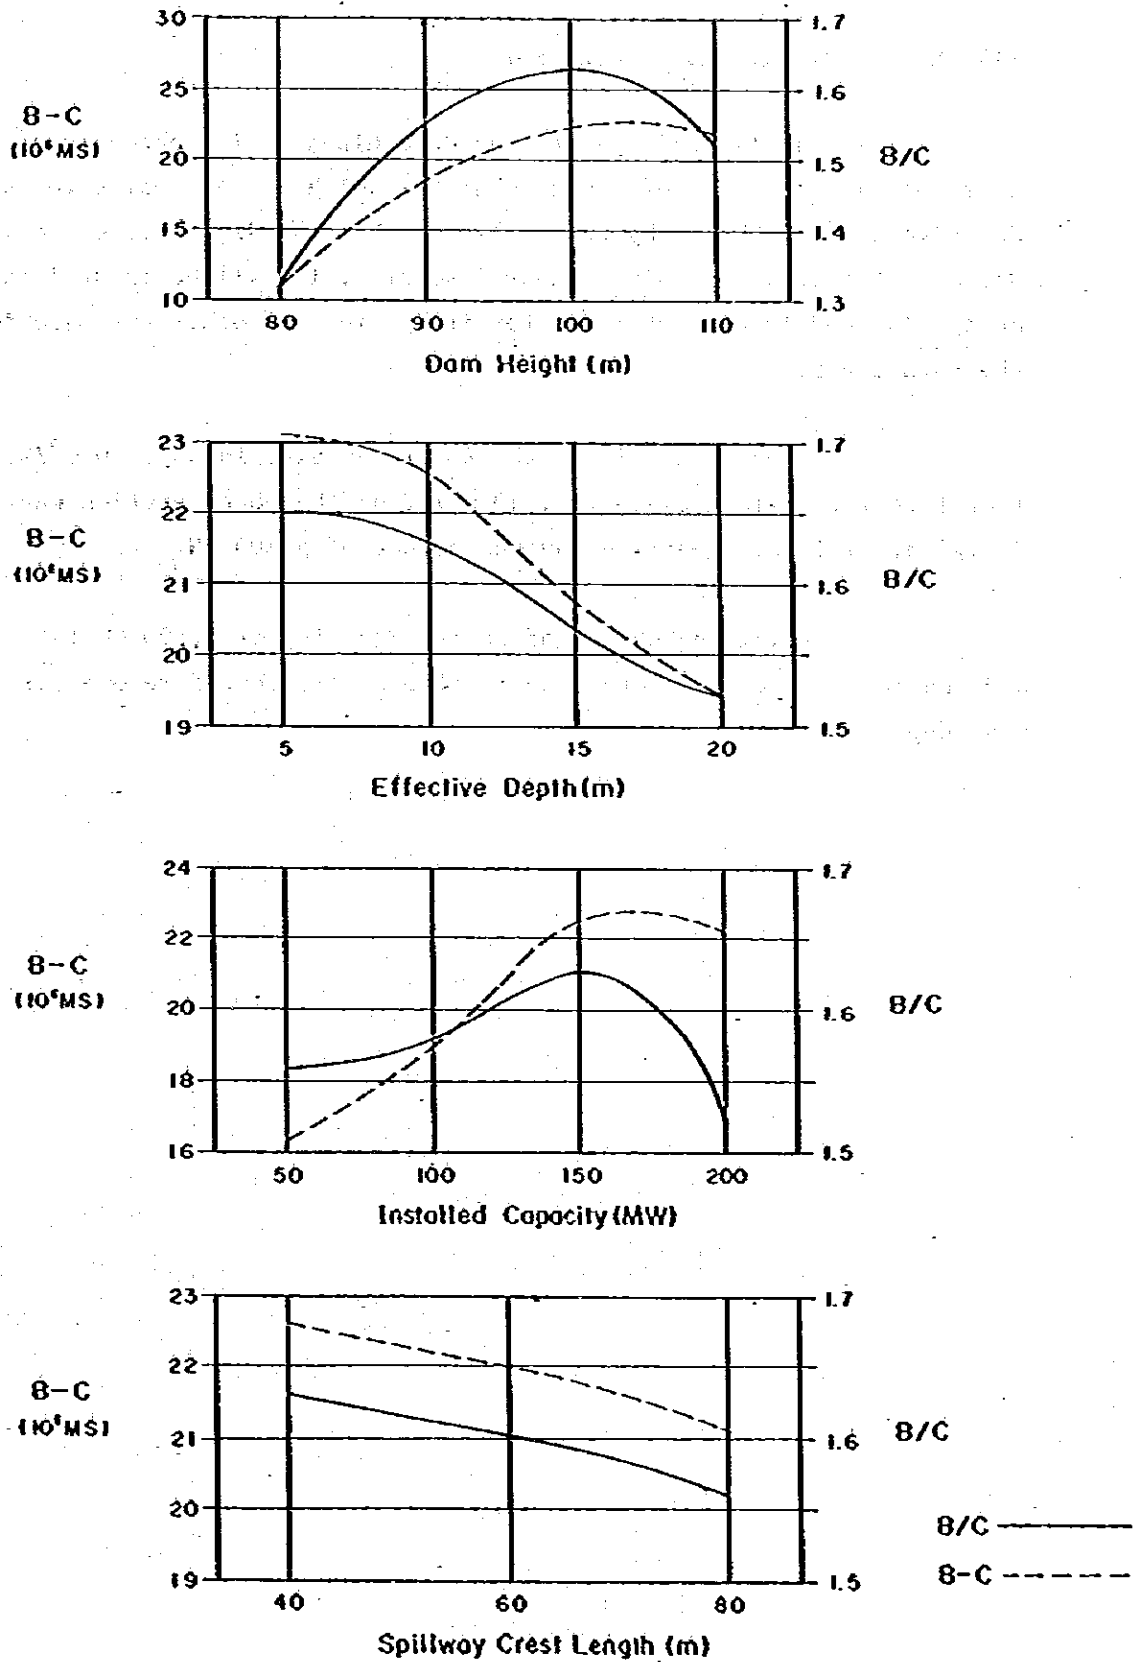 30
1.7
25
1.6
B-C
(10⁶M$)
20
1.5
B/C
15
1.4
10
1.3
80 90 100 110
Dam Height (m)
23
1.7
22
B-C
(10⁶M$)
21
1.6
B/C
20
19
1.5
5 10 15 20
Effective Depth (m)
24
1.7
22
B-C
(10⁶M$)
20
1.6
B/C
18
16
1.5
50 100 150 200
Installed Capacity (MW)
23
1.7
22
B-C
(10⁶M$)
21
1.6
B/C
20
19
1.5
40 60 80
Spillway Crest Length (m)
B/C
B-C